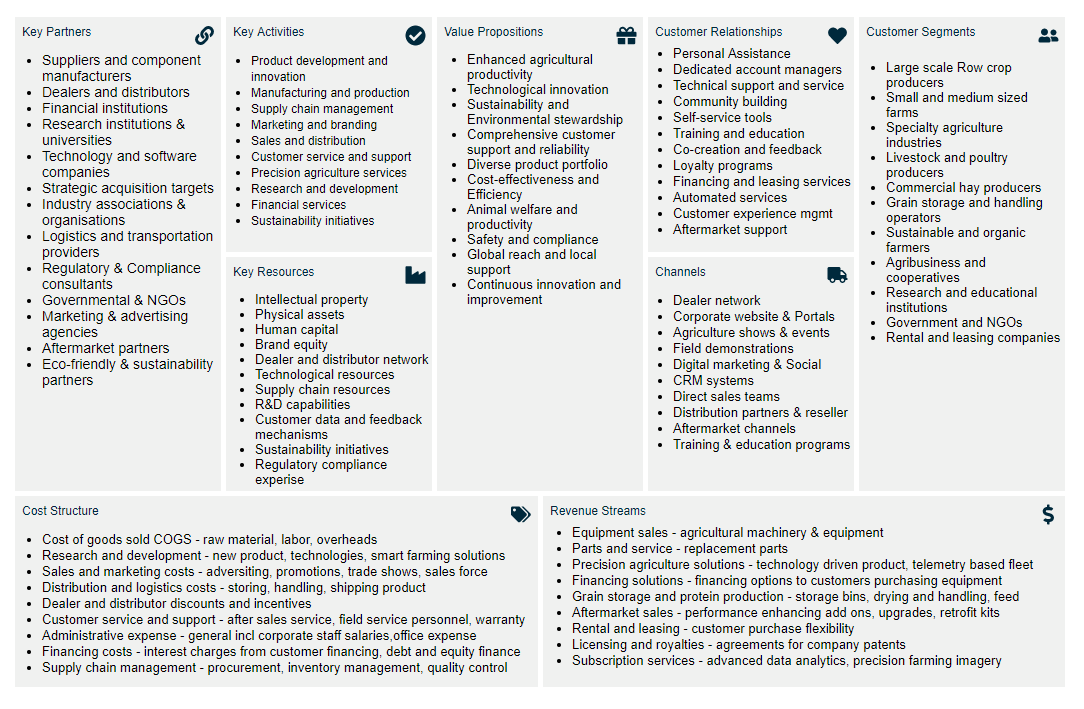 Key Partners
• Suppliers and component
manufacturers
• Dealers and distributors
• Financial institutions
• Research institutions &
universities
• Technology and software
companies
• Strategic acquisition targets
• Industry associations &
organisations
• Logistics and transportation
providers
• Regulatory & Compliance
consultants
• Governmental & NGOs
• Marketing & advertising
agencies
• Aftermarket partners
• Eco-friendly & sustainability
partners
Key Activities
• Product development and
innovation
• Manufacturing and production
• Supply chain management
• Marketing and branding
• Sales and distribution
• Customer service and support
• Precision agriculture services
• Research and development
• Financial services
• Sustainability initiatives
Key Resources
• Intellectual property
• Physical assets
• Human capital
• Brand equity
• Dealer and distributor network
• Technological resources
• Supply chain resources
• R&D capabilities
• Customer data and feedback
mechanisms
• Sustainability initiatives
• Regulatory compliance
experise
Value Propositions
• Enhanced agricultural
productivity
• Technological innovation
• Sustainability and
Environmental stewardship
• Comprehensive customer
support and reliability
• Diverse product portfolio
• Cost-effectiveness and
Efficiency
• Animal welfare and
productivity
• Safety and compliance
• Global reach and local
support
• Continuous innovation and
improvement
Customer Relationships
• Personal Assistance
• Dedicated account managers
• Technical support and service
• Community building
• Self-service tools
• Training and education
• Co-creation and feedback
• Loyalty programs
• Financing and leasing services
• Automated services
• Customer experience mgmt
• Aftermarket support
Channels
• Dealer network
• Corporate website & Portals
• Agriculture shows & events
• Field demonstrations
• Digital marketing & Social
• CRM systems
• Direct sales teams
• Distribution partners & reseller
• Aftermarket channels
• Training & education programs
Customer Segments
• Large scale Row crop
producers
• Small and medium sized
farms
• Specialty agriculture
industries
• Livestock and poultry
producers
• Commercial hay producers
• Grain storage and handling
operators
• Sustainable and organic
farmers
• Agribusiness and
cooperatives
• Research and educational
institutions
• Government and NGOs
• Rental and leasing companies
Cost Structure
• Cost of goods sold COGS - raw material, labor, overheads
• Research and development - new product, technologies, smart farming solutions
• Sales and marketing costs - adversiting, promotions, trade shows, sales force
• Distribution and logistics costs - storing, handling, shipping product
• Dealer and distributor discounts and incentives
• Customer service and support - after sales service, field service personnel, warranty
• Administrative expense - general incl corporate staff salaries,office expense
• Financing costs - interest charges from customer financing, debt and equity finance
• Supply chain management - procurement, inventory management, quality control
Revenue Streams
• Equipment sales - agricultural machinery & equipment
• Parts and service - replacement parts
• Precision agriculture solutions - technology driven product, telemetry based fleet
• Financing solutions - financing options to customers purchasing equipment
• Grain storage and protein production - storage bins, drying and handling, feed
• Aftermarket sales - performance enhancing add ons, upgrades, retrofit kits
• Rental and leasing - customer purchase flexibility
• Licensing and royalties - agreements for company patents
• Subscription services - advanced data analytics, precision farming imagery